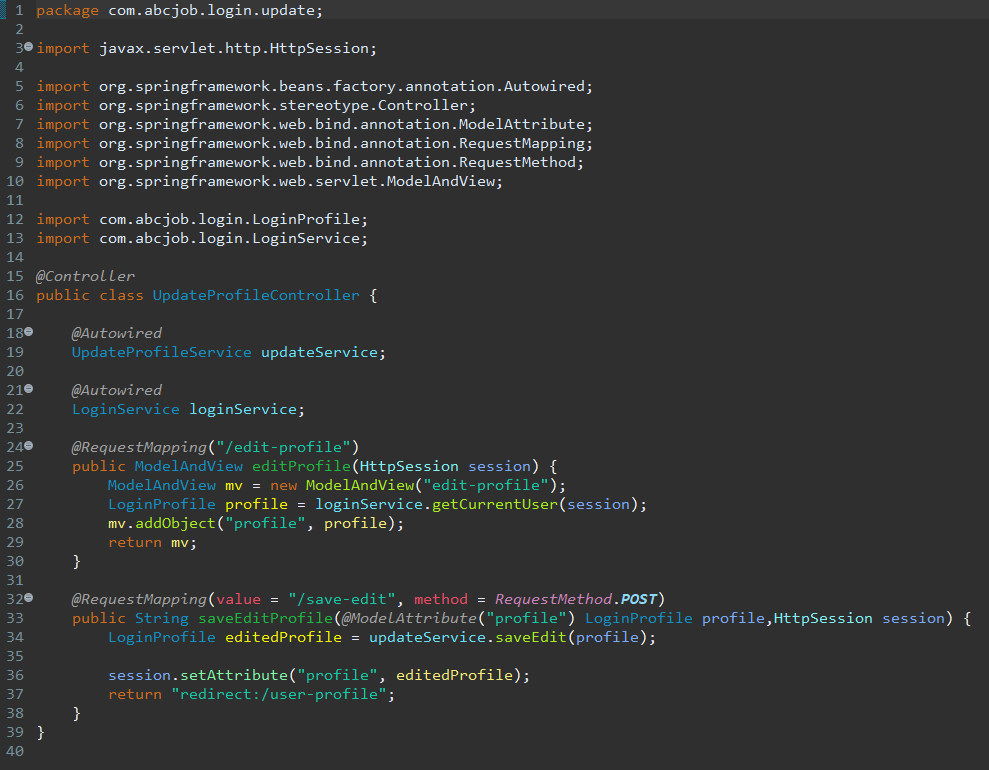 1 package com.abcjob.login.update;
2
3 import javax.servlet.http.HttpSession;
4
5 import org.springframework.beans.factory.annotation.Autowired;
6 import org.springframework.stereotype.Controller;
7 import org.springframework.web.bind.annotation.ModelAttribute;
8 import org.springframework.web.bind.annotation.RequestMapping;
9 import org.springframework.web.bind.annotation.RequestMethod;
10 import org.springframework.web.servlet.ModelAndView;
11
12 import com.abcjob.login.LoginProfile;
13 import com.abcjob.login.LoginService;
14
15 @Controller
16 public class UpdateProfileController {
17
18     @Autowired
19     UpdateProfileService updateService;
20
21     @Autowired
22     LoginService loginService;
23
24     @RequestMapping("/edit-profile")
25     public ModelAndView editProfile(HttpSession session) {
26         ModelAndView mv = new ModelAndView("edit-profile");
27         LoginProfile profile = loginService.getCurrentUser(session);
28         mv.addObject("profile", profile);
29         return mv;
30     }
31
32     @RequestMapping(value = "/save-edit", method = RequestMethod.POST)
33     public String saveEditProfile(@ModelAttribute("profile") LoginProfile profile,HttpSession session) {
34         LoginProfile editedProfile = updateService.saveEdit(profile);
35
36         session.setAttribute("profile", editedProfile);
37         return "redirect:/user-profile";
38     }
39 }
40